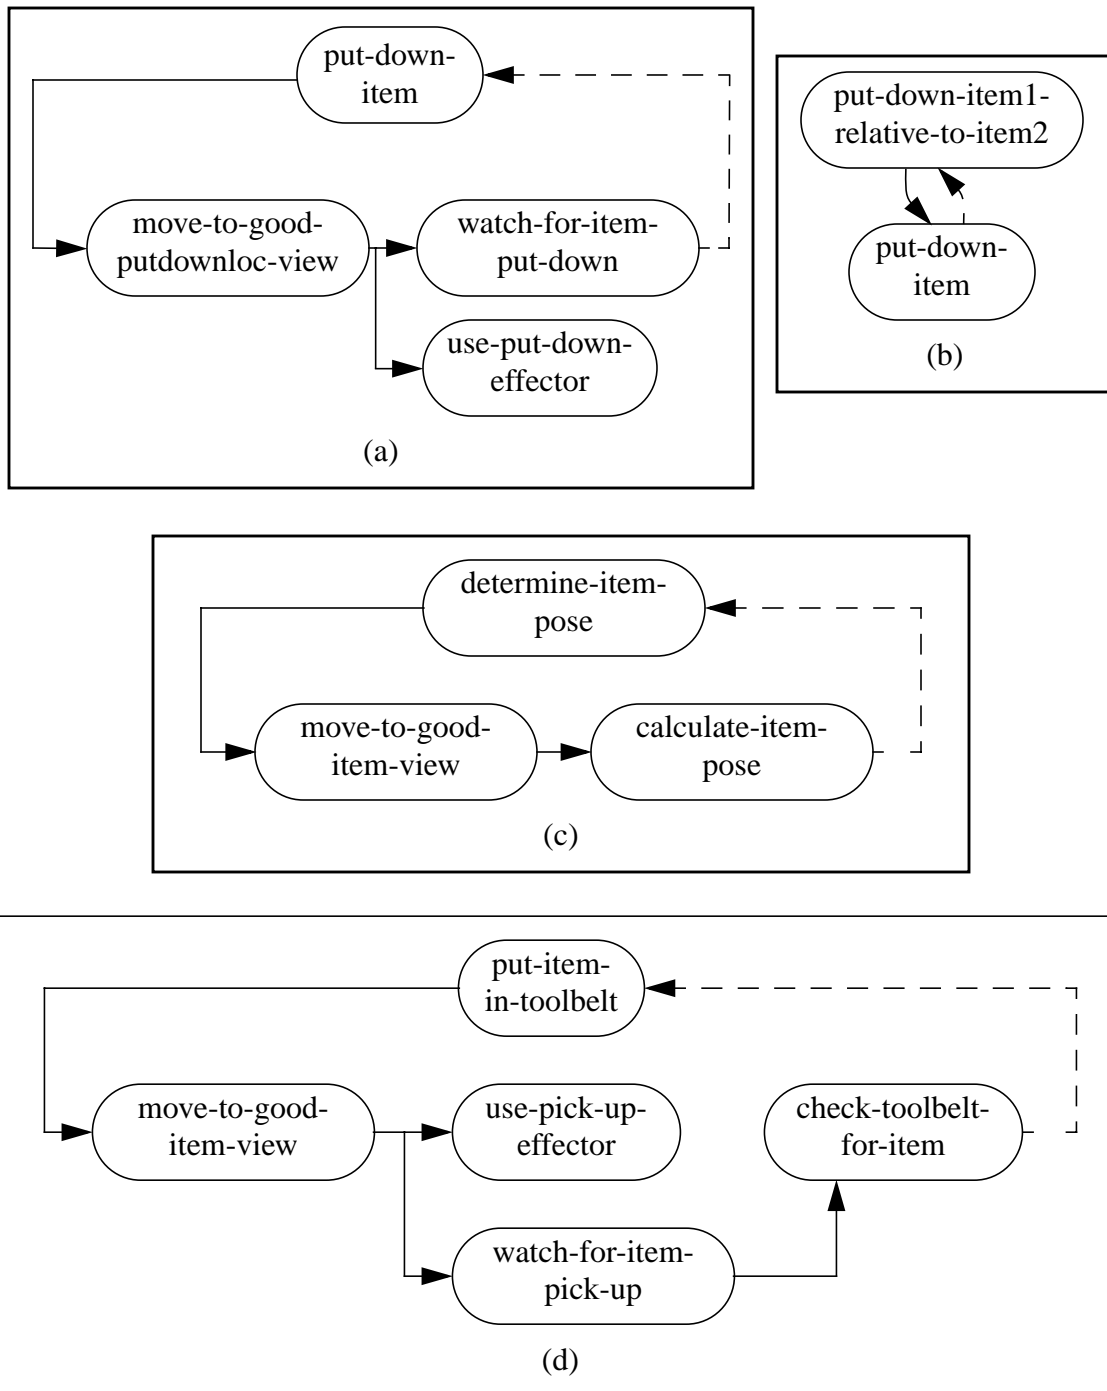 put-down-
item
move-to-good-
putdownloc-view
watch-for-item-
put-down
use-put-down-
effector
(a)
put-down-item1-
relative-to-item2
put-down-
item
(b)
determine-item-
pose
move-to-good-
item-view
calculate-item-
pose
(c)
put-item-
in-toolbelt
move-to-good-
item-view
use-pick-up-
effector
check-toolbelt-
for-item
watch-for-item-
pick-up
(d)